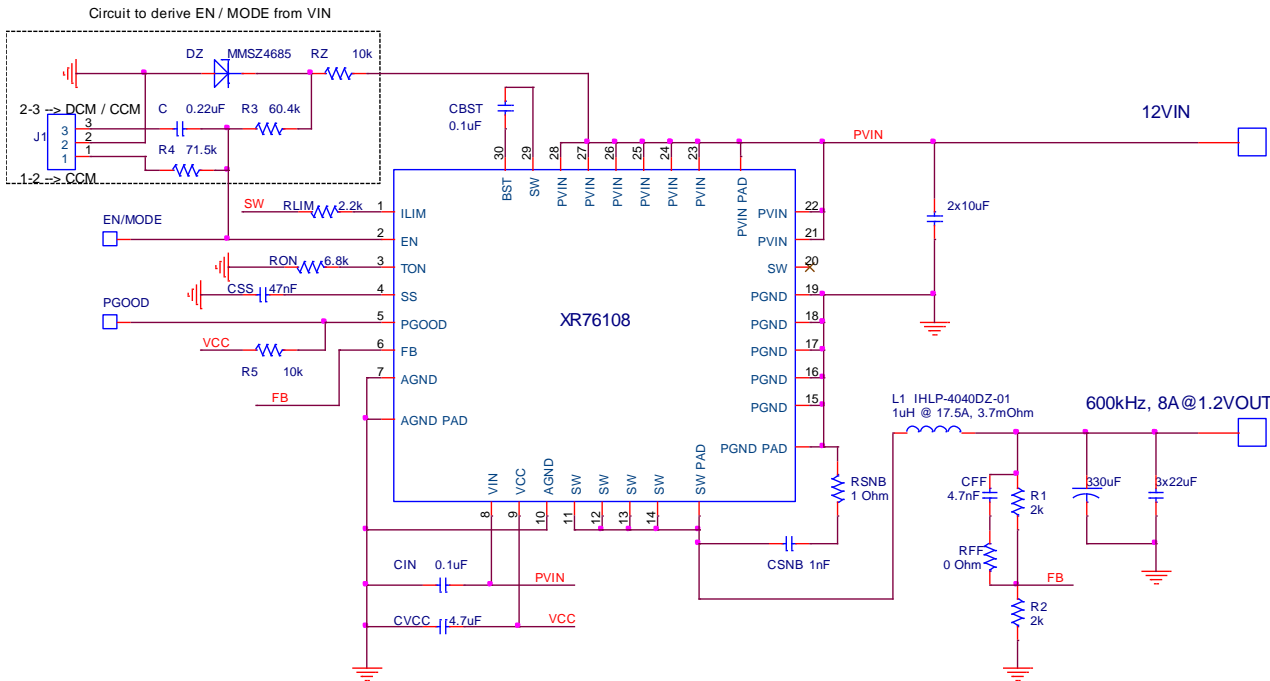 Circuit to derive EN / MODE from VIN
DZ MMSZ4685 RZ 10k
2-3 --> DCM / CCM
C 0.22uF R3 60.4k
J1
3 3
2 2
1 1
R4 71.5k
1-2 --> CCM
CBST
0.1uF
12VIN
PVIN
30 29 28 27 26 25 24 23
BST SW PVIN PVIN PVIN PVIN PVIN PVIN PVIN PAD
SW RLIM 2.2k 1 ILIM
EN/MODE 2 EN
RON 6.8k 3 TON
CSS 47nF 4 SS
PGOOD 5 PGOOD
VCC R5 10k
6 FB
FB
7 AGND
AGND PAD
XR76108
PVIN 22
PVIN 21
SW 20
PGND 19
PGND 18
PGND 17
PGND 16
PGND 15
PGND PAD
2x10uF
VIN VCC AGND SW SW SW SW SW PAD
8 9 10 11 12 13 14
RSNB
1 Ohm
CSNB 1nF
CIN 0.1uF PVIN
CVCC 4.7uF VCC
L1 IHLP-4040DZ-01
1uH @ 17.5A, 3.7mOhm
600kHz, 8A@1.2VOUT
CFF
4.7nF
R1
2k
330uF
3x22uF
RFF
0 Ohm
FB
R2
2k